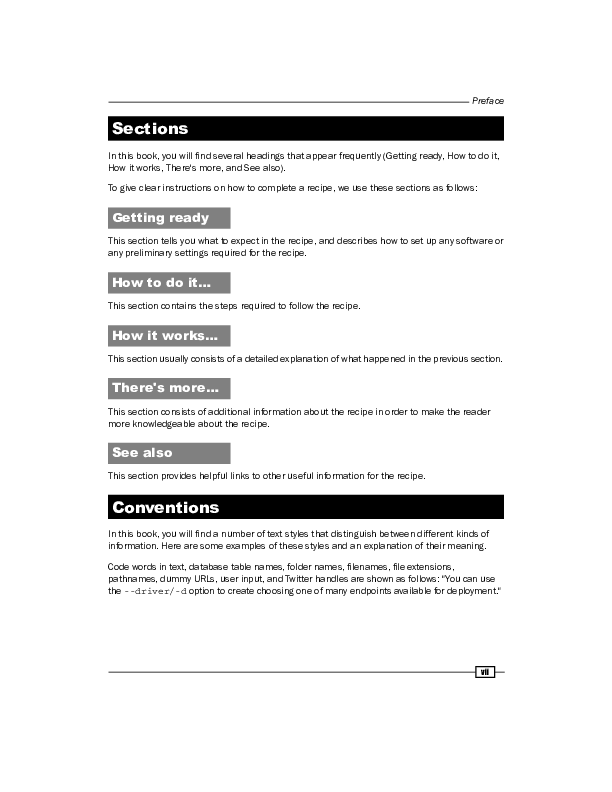 Preface
Sections
In this book, you will find several headings that appear frequently (Getting ready, How to do it,
How it works, There's more, and See also).
To give clear instructions on how to complete a recipe, we use these sections as follows:
Getting ready
This section tells you what to expect in the recipe, and describes how to set up any software or
any preliminary settings required for the recipe.
How to do it...
This section contains the steps required to follow the recipe.
How it works...
This section usually consists of a detailed explanation of what happened in the previous section.
There's more...
This section consists of additional information about the recipe in order to make the reader
more knowledgeable about the recipe.
See also
This section provides helpful links to other useful information for the recipe.
Conventions
In this book, you will find a number of text styles that distinguish between different kinds of
information. Here are some examples of these styles and an explanation of their meaning.
Code words in text, database table names, folder names, filenames, file extensions,
pathnames, dummy URLs, user input, and Twitter handles are shown as follows: "You can use
the --driver/-d option to create choosing one of many endpoints available for deployment."
vii